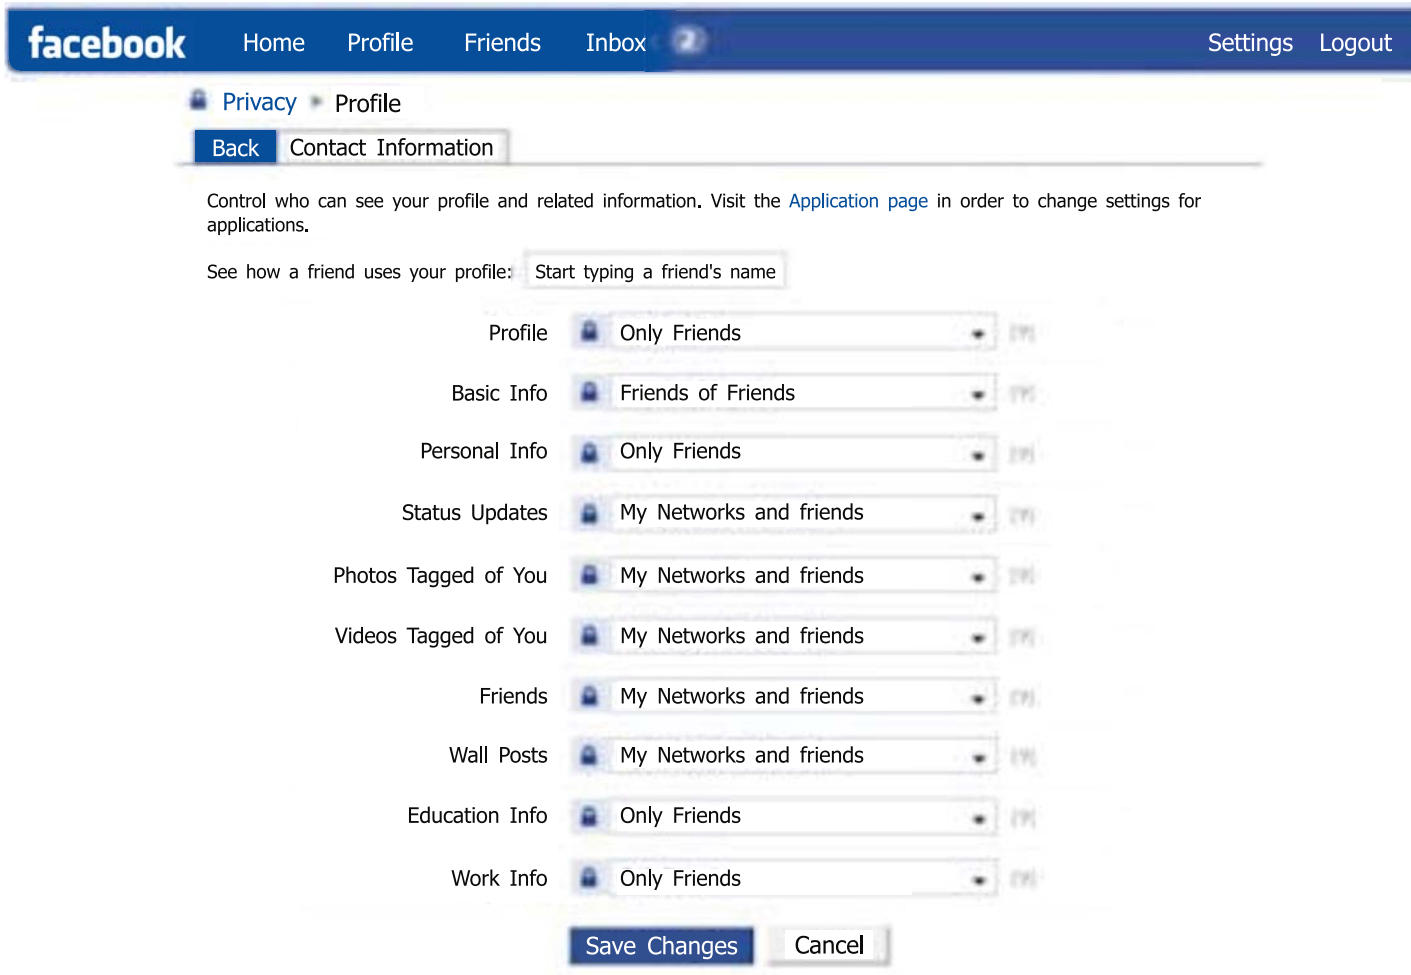 facebook Home Profile Friends Inbox 2 Settings Logout
Privacy Profile
Back Contact Information
Control who can see your profile and related information. Visit the Application page in order to change settings for
applications.
See how a friend uses your profile: Start typing a friend's name
Profile Only Friends [?]
Basic Info Friends of Friends [?]
Personal Info Only Friends [?]
Status Updates My Networks and friends [?]
Photos Tagged of You My Networks and friends [?]
Videos Tagged of You My Networks and friends [?]
Friends My Networks and friends [?]
Wall Posts My Networks and friends [?]
Education Info Only Friends [?]
Work Info Only Friends [?]
Save Changes Cancel